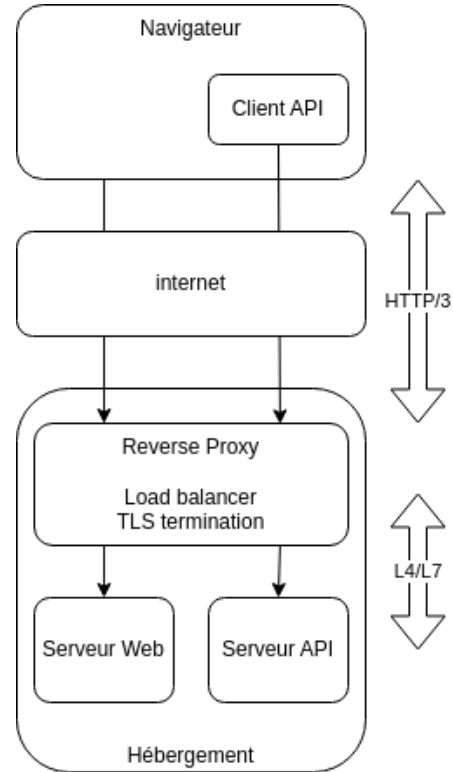 Navigateur
Client API
internet
HTTP/3
Reverse Proxy
Load balancer
TLS termination
L4/L7
Serveur Web
Serveur API
Hébergement